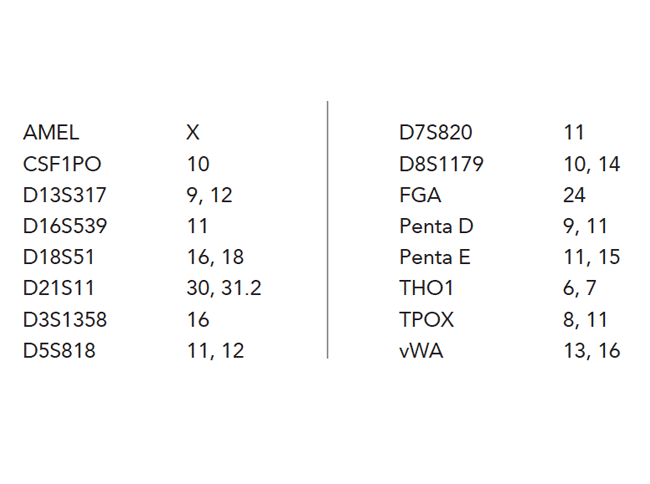 AMEL X
CSF1PO 10
D13S317 9, 12
D16S539 11
D18S51 16, 18
D21S11 30, 31.2
D3S1358 16
D5S818 11, 12
D7S820 11
D8S1179 10, 14
FGA 24
Penta D 9, 11
Penta E 11, 15
THO1 6, 7
TPOX 8, 11
vWA 13, 16